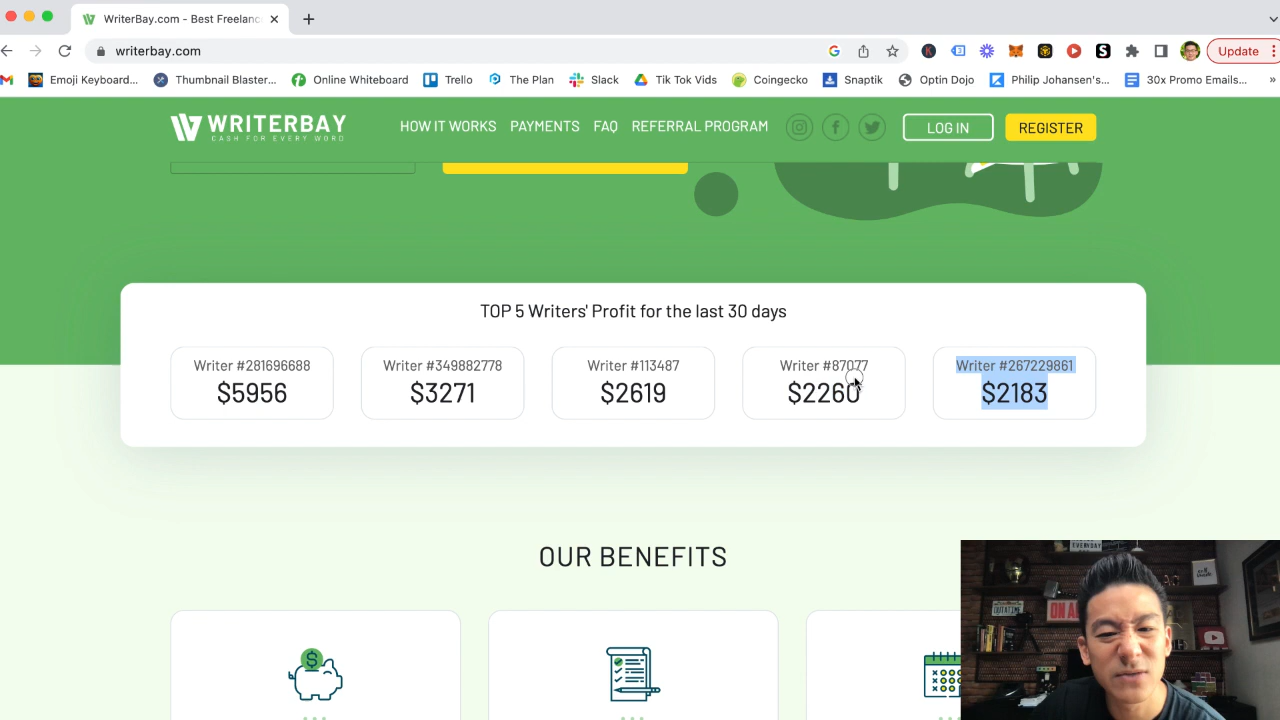 WriterBay.com - Best Freelanc
writerbay.com
Update
Emoji Keyboard...
Thumbnail Blaster...
Online Whiteboard
Trello
The Plan
Slack
Tik Tok Vids
Coingecko
Snaptik
Optin Dojo
Philip Johansen's...
30x Promo Emails...
»
WRITERBAY
CASH FOR EVERY WORD
HOW IT WORKS
PAYMENTS
FAQ
REFERRAL PROGRAM
LOG IN
REGISTER
TOP 5 Writers' Profit for the last 30 days
Writer #281696688
$5956
Writer #349882778
$3271
Writer #113487
$2619
Writer #87077
$2260
Writer #267229861
$2183
OUR BENEFITS
ON A